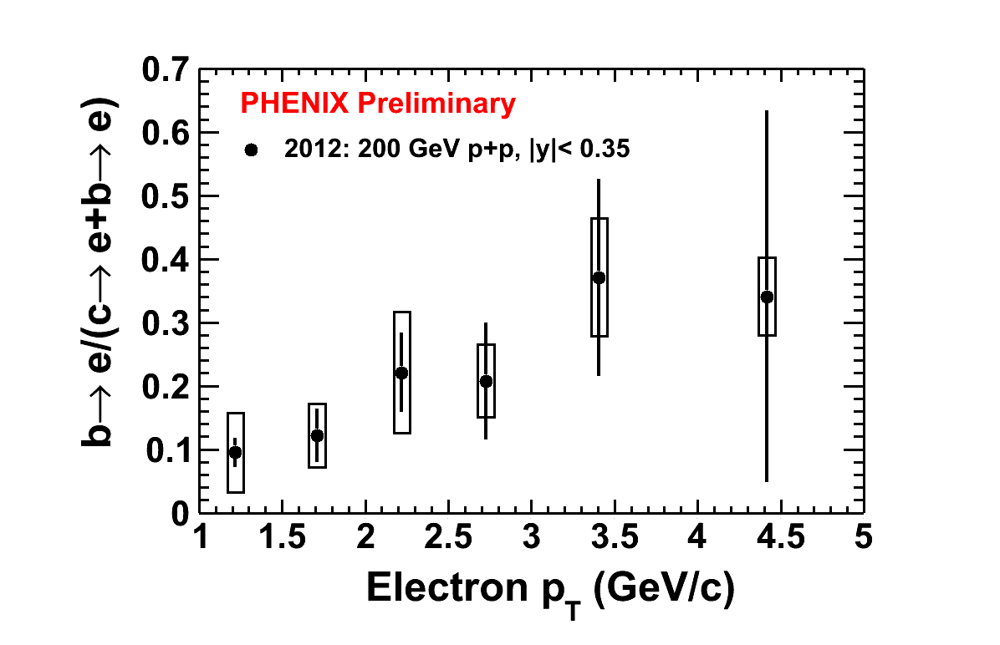 PHENIX Preliminary
2012: 200 GeV p+p, |y|< 0.35
b→ e/(c→ e+b→ e)
0.7
0.6
0.5
0.4
0.3
0.2
0.1
0
1 1.5 2 2.5 3 3.5 4 4.5 5
Electron p_T (GeV/c)